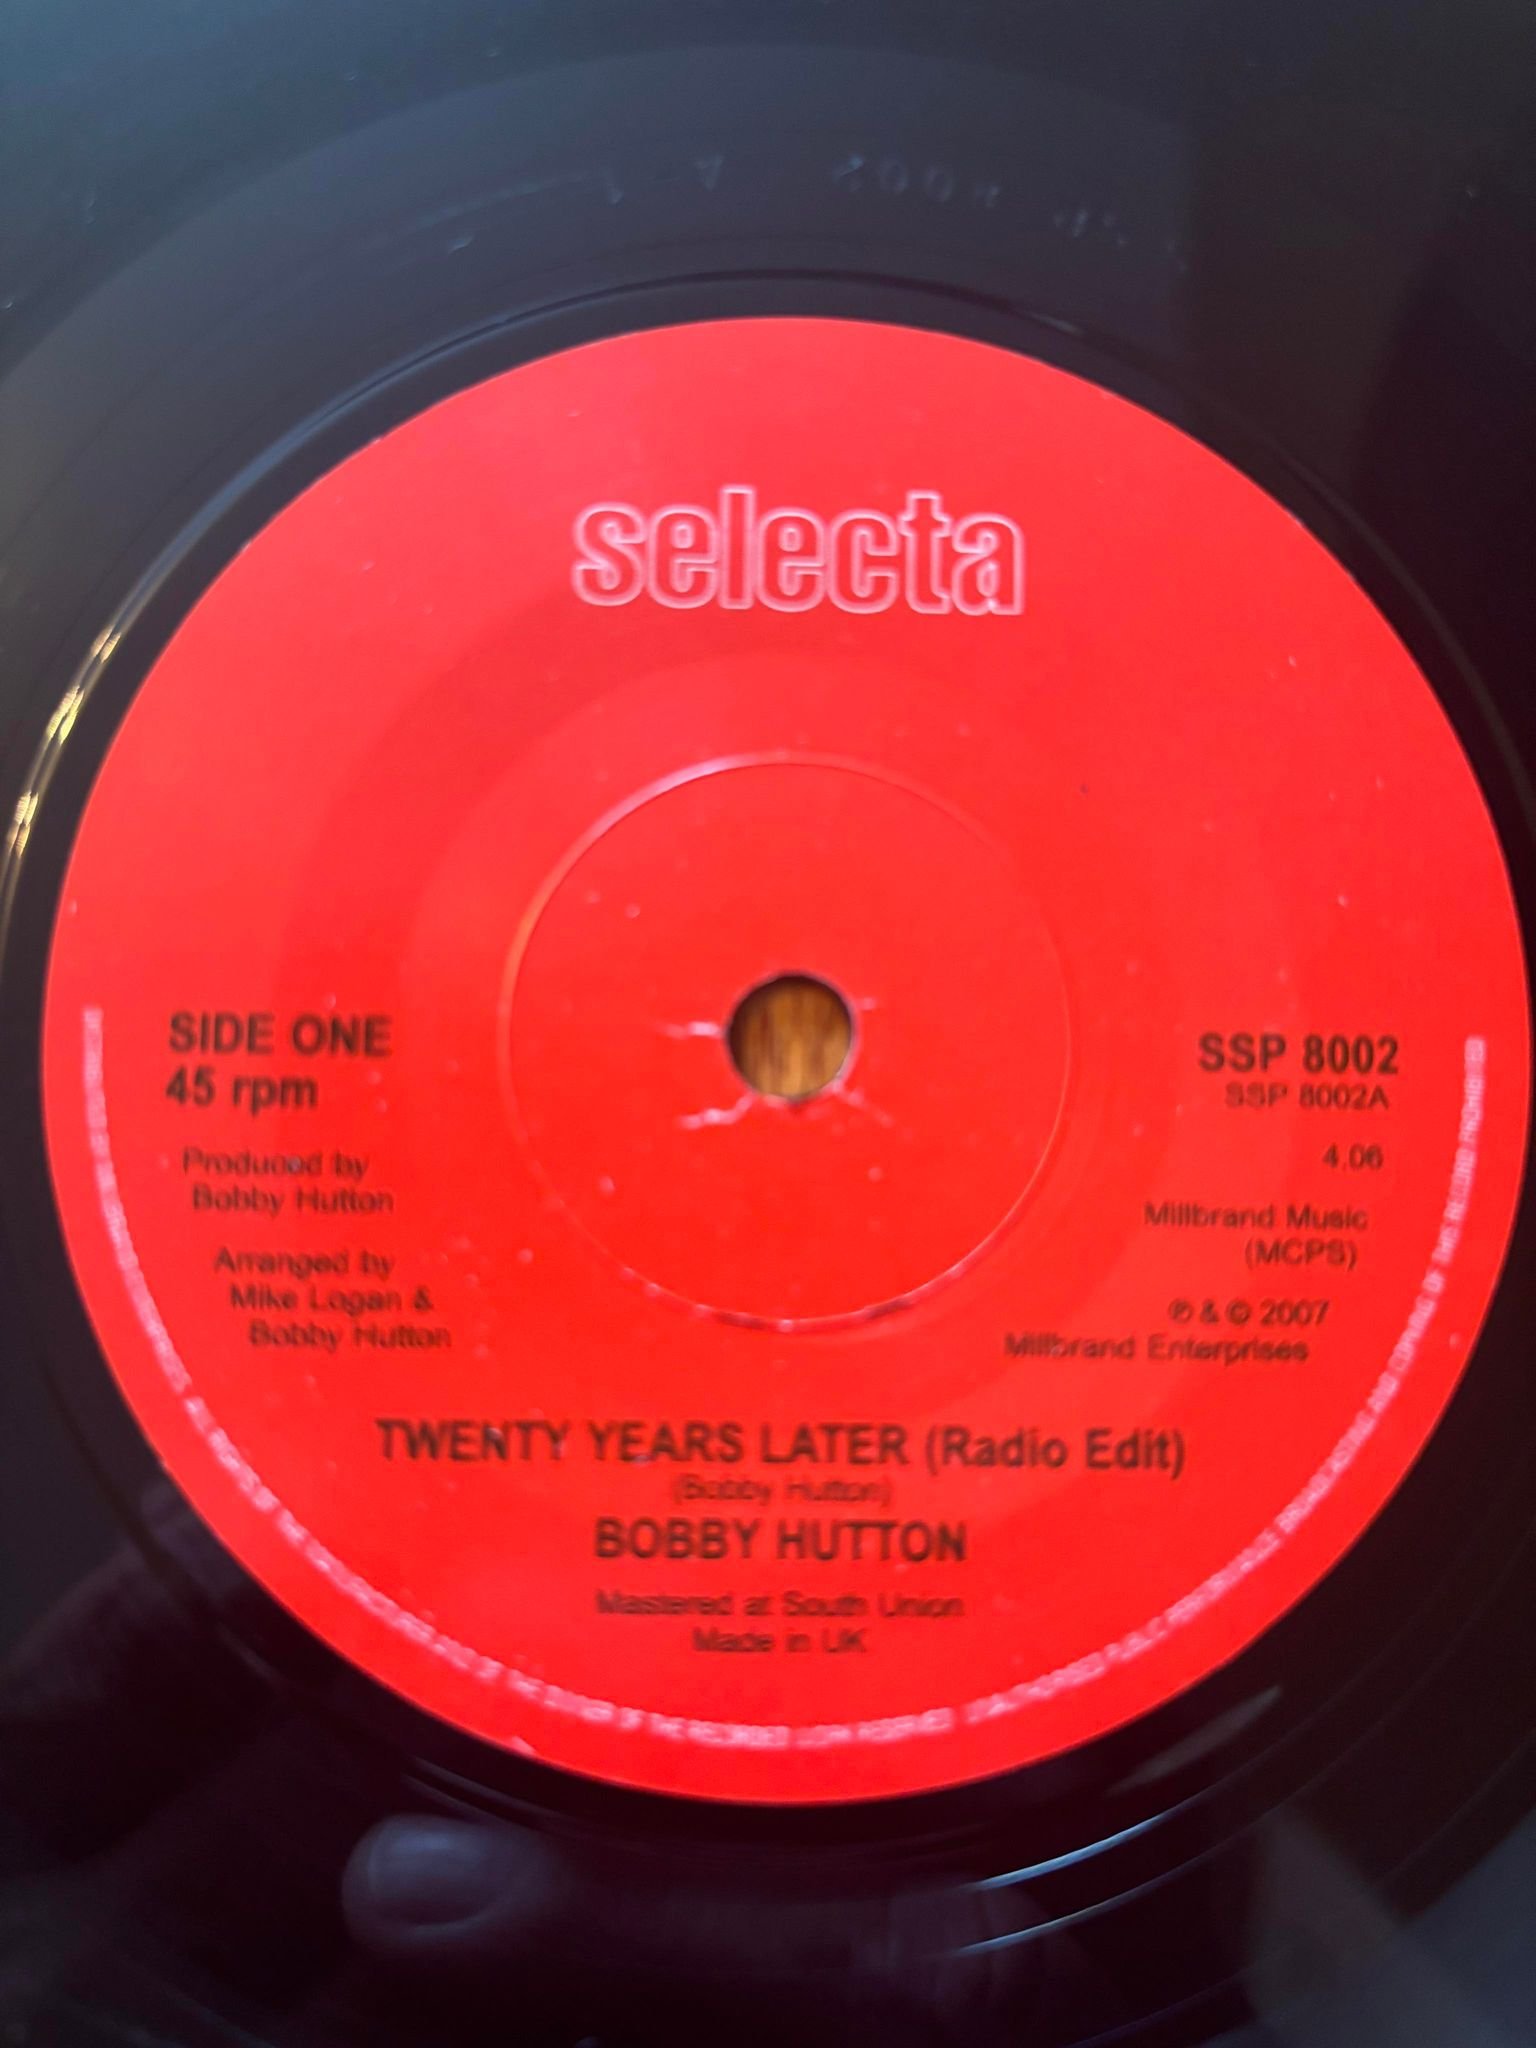 selecta
SIDE ONE
45 rpm
SSP 8002
SSP 8002A
4.06
Produced by
Bobby Hutton
Arranged by
Mike Logan &
Bobby Hutton
Millbrand Music
(MCPS)
℗ & © 2007
Millbrand Enterprises
TWENTY YEARS LATER (Radio Edit)
(Bobby Hutton)
BOBBY HUTTON
Mastered at South Union
Made in UK